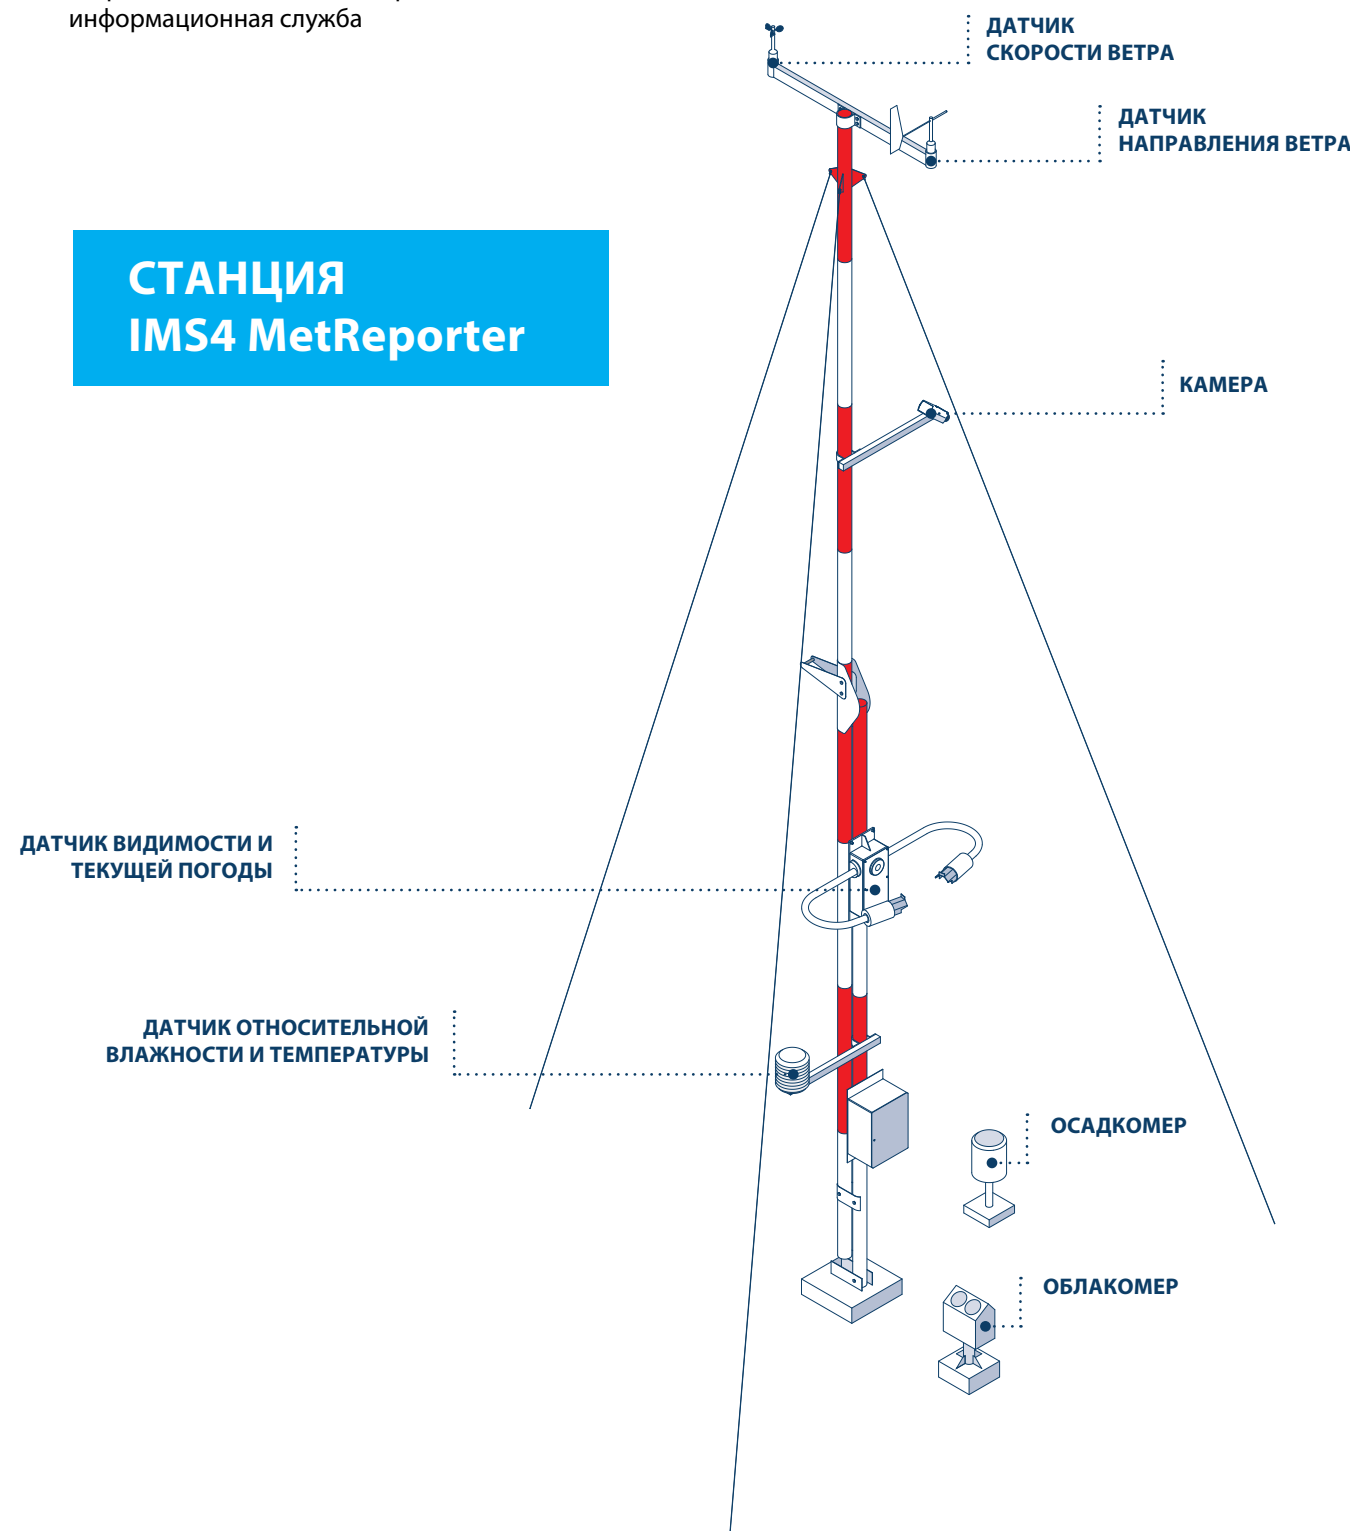 информационная служба
ДАТЧИК
СКОРОСТИ ВЕТРА
ДАТЧИК
НАПРАВЛЕНИЯ ВЕТРА
СТАНЦИЯ
IMS4 MetReporter
КАМЕРА
ДАТЧИК ВИДИМОСТИ И
ТЕКУЩЕЙ ПОГОДЫ
ДАТЧИК ОТНОСИТЕЛЬНОЙ
ВЛАЖНОСТИ И ТЕМПЕРАТУРЫ
ОСАДКОМЕР
ОБЛАКОМЕР